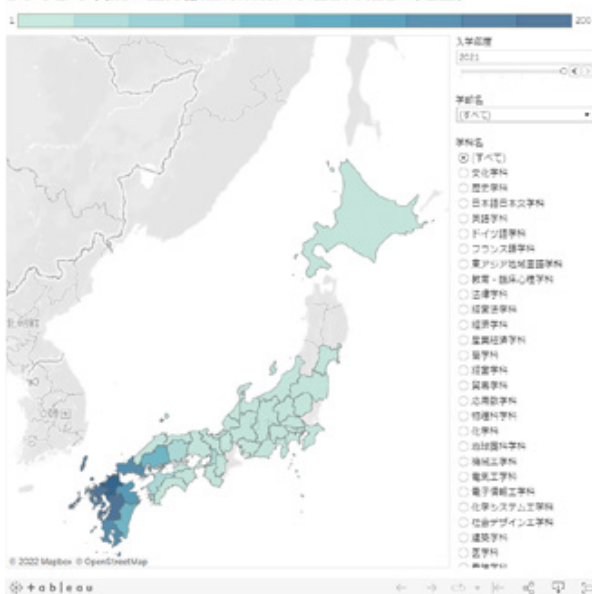 1
200
入学年度
2021
学部名
(すべて)
学科名
(すべて)
文化学科
歴史学科
日本語日本文学科
英語学科
ドイツ語学科
フランス語学科
東アジア地域言語学科
教育・臨床心理学科
法律学科
経営法学科
経済学科
産業経済学科
商学科
経営学科
貿易学科
応用数学科
物理科学科
化学科
地球圏科学科
機械工学科
電気工学科
電子情報工学科
化学システム工学科
社会デザイン工学科
建築学科
医学科
© 2022 Mapbox © OpenStreetMap
+ a b l e a u